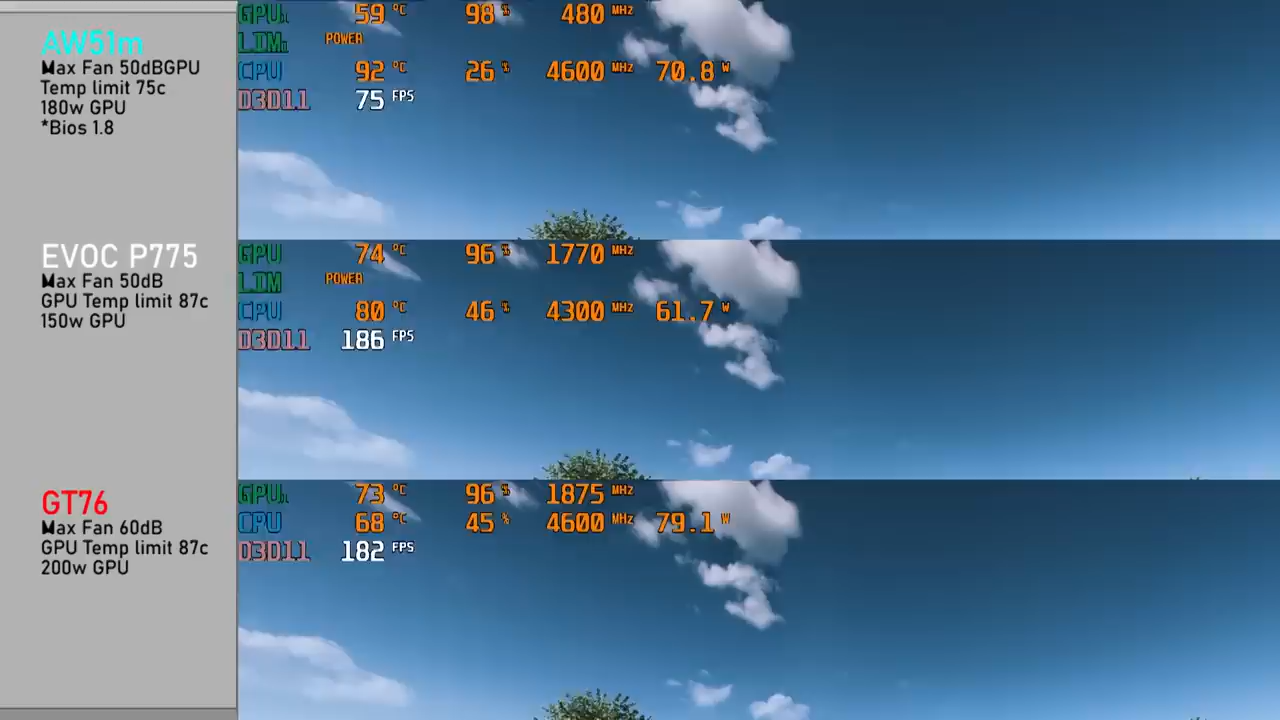 AW51m
Max Fan 50dBGPU
Temp limit 75c
180w GPU
*Bios 1.8
GPU1 59 °C 98 % 480 MHz
LIM1 POWER
CPU 92 °C 26 % 4600 MHz 70.8 W
D3D11 75 FPS
EVOC P775
Max Fan 50dB
GPU Temp limit 87c
150w GPU
GPU 74 °C 96 % 1770 MHz
LIM POWER
CPU 80 °C 46 % 4300 MHz 61.7 W
D3D11 186 FPS
GT76
Max Fan 60dB
GPU Temp limit 87c
200w GPU
GPU1 73 °C 96 % 1875 MHz
CPU 68 °C 45 % 4600 MHz 79.1 W
D3D11 182 FPS